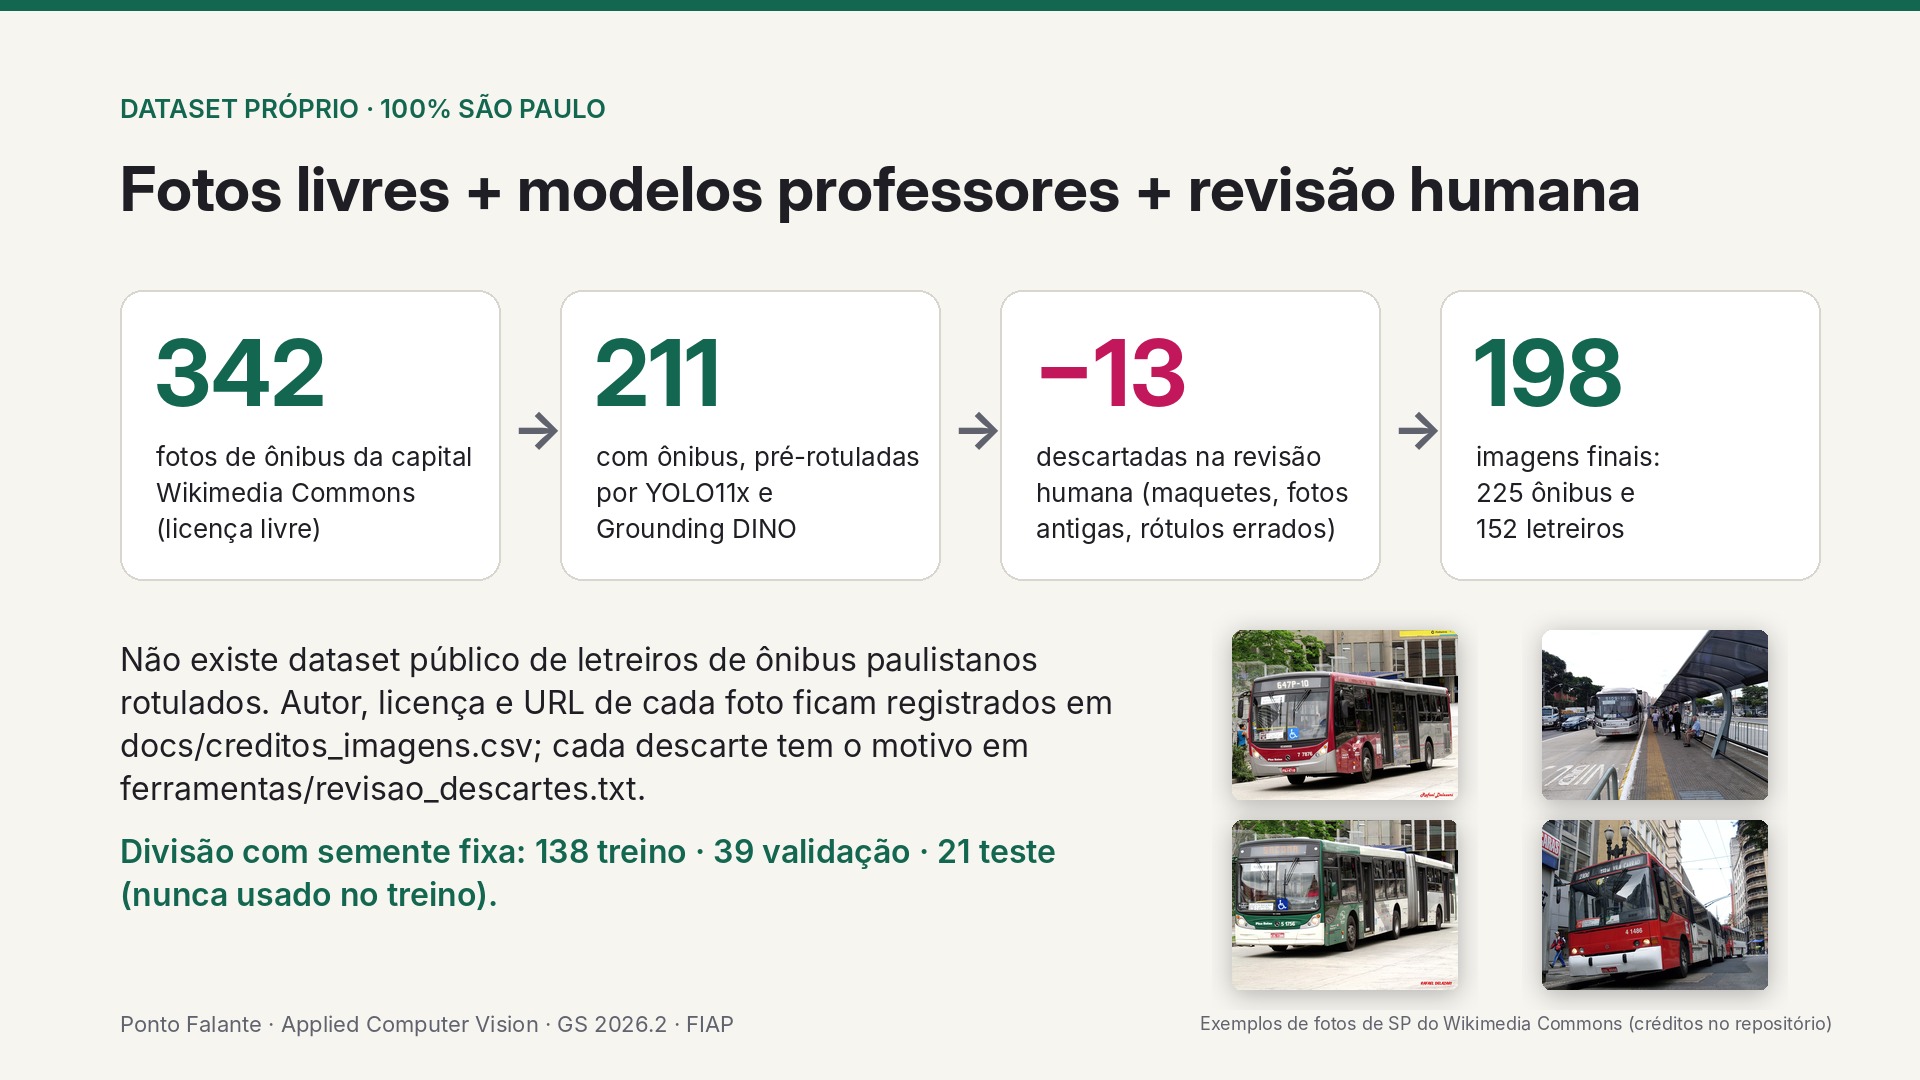 DATASET PRÓPRIO · 100% SÃO PAULO
Fotos livres + modelos professores + revisão humana
342
fotos de ônibus da capital
Wikimedia Commons
(licença livre)
→
211
com ônibus, pré-rotuladas
por YOLO11x e
Grounding DINO
→
−13
descartadas na revisão
humana (maquetes, fotos
antigas, rótulos errados)
→
198
imagens finais:
225 ônibus e
152 letreiros
Não existe dataset público de letreiros de ônibus paulistanos
rotulados. Autor, licença e URL de cada foto ficam registrados em
docs/creditos_imagens.csv; cada descarte tem o motivo em
ferramentas/revisao_descartes.txt.
Divisão com semente fixa: 138 treino · 39 validação · 21 teste
(nunca usado no treino).
647P-10
4 1486
Ponto Falante · Applied Computer Vision · GS 2026.2 · FIAP
Exemplos de fotos de SP do Wikimedia Commons (créditos no repositório)